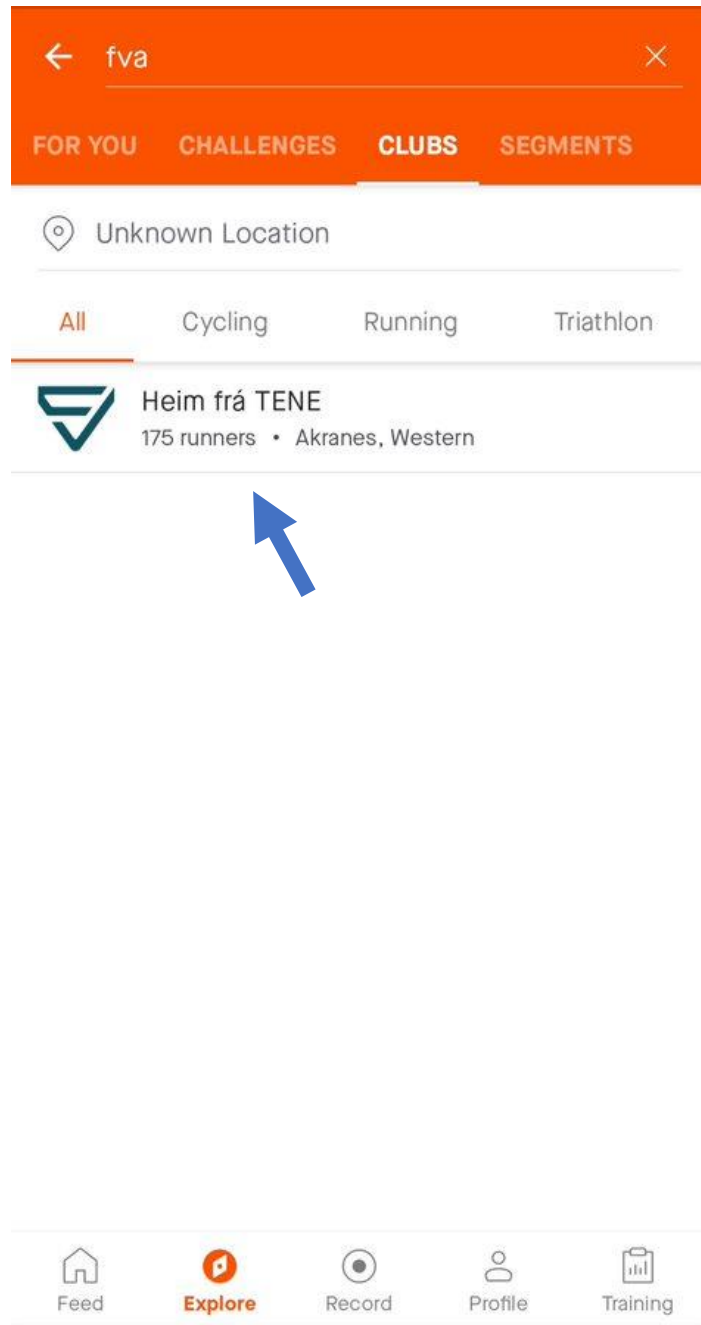 fva
FOR YOU CHALLENGES CLUBS SEGMENTS
Unknown Location
All Cycling Running Triathlon
Heim frá TENE
175 runners • Akranes, Western
Feed Explore Record Profile Training